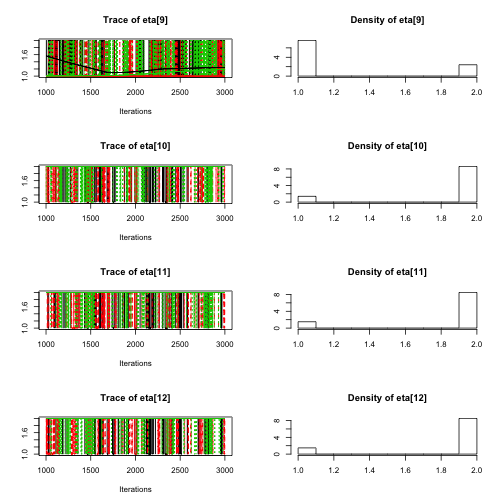 Trace of eta[9]
1.0 1.6
1000 1500 2000 2500 3000
Iterations
Density of eta[9]
0 4
1.0 1.2 1.4 1.6 1.8 2.0
Trace of eta[10]
1.0 1.6
1000 1500 2000 2500 3000
Iterations
Density of eta[10]
0 4 8
1.0 1.2 1.4 1.6 1.8 2.0
Trace of eta[11]
1.0 1.6
1000 1500 2000 2500 3000
Iterations
Density of eta[11]
0 4 8
1.0 1.2 1.4 1.6 1.8 2.0
Trace of eta[12]
1.0 1.6
1000 1500 2000 2500 3000
Iterations
Density of eta[12]
0 4 8
1.0 1.2 1.4 1.6 1.8 2.0